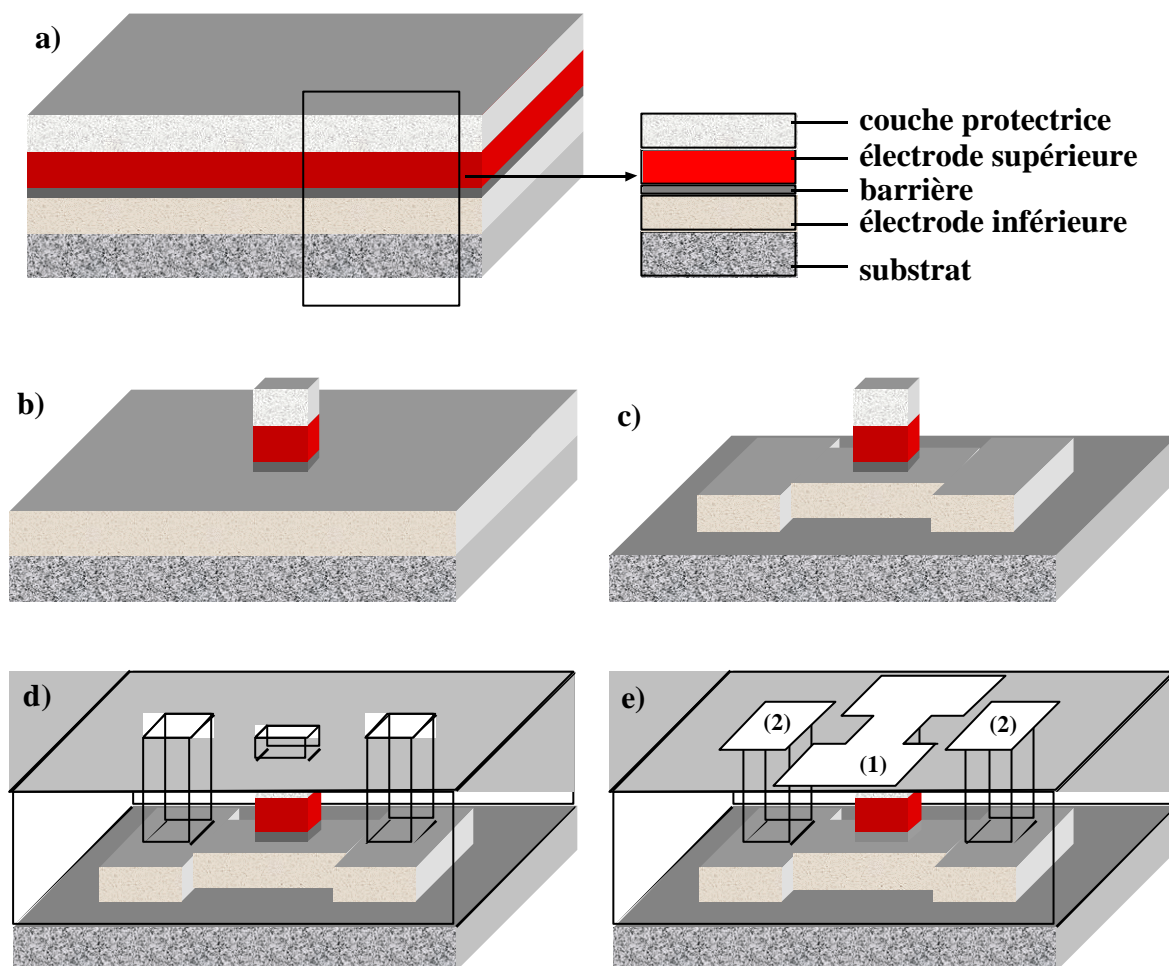 a)
couche protectrice
électrode supérieure
barrière
électrode inférieure
substrat
b)
c)
d)
e)
(2)
(2)
(1)